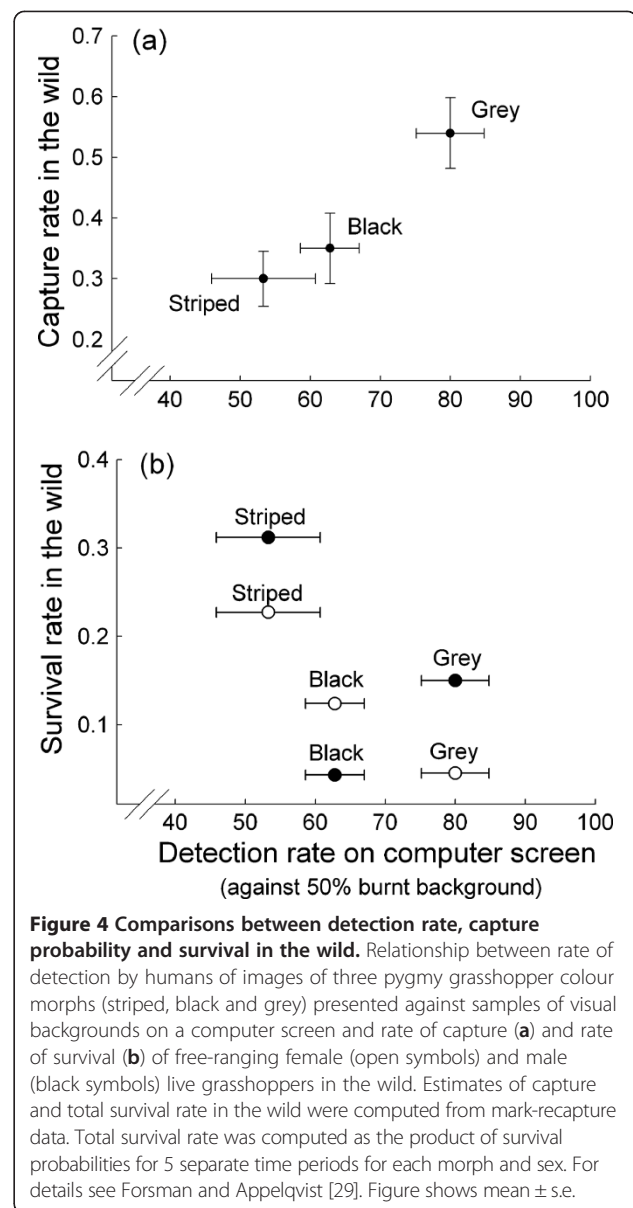 (a)
0.7
0.6
0.5
0.4
0.3
0.2
Capture rate in the wild
Grey
Black
Striped
40 50 60 70 80 90 100
(b)
0.4
0.3
0.2
0.1
Survival rate in the wild
Striped
Striped
Black
Grey
Black
Grey
40 50 60 70 80 90 100
Detection rate on computer screen
(against 50% burnt background)
Figure 4 Comparisons between detection rate, capture
probability and survival in the wild. Relationship between rate of
detection by humans of images of three pygmy grasshopper colour
morphs (striped, black and grey) presented against samples of visual
backgrounds on a computer screen and rate of capture (a) and rate
of survival (b) of free-ranging female (open symbols) and male
(black symbols) live grasshoppers in the wild. Estimates of capture
and total survival rate in the wild were computed from mark-recapture
data. Total survival rate was computed as the product of survival
probabilities for 5 separate time periods for each morph and sex. For
details see Forsman and Appelqvist [29]. Figure shows mean ± s.e.